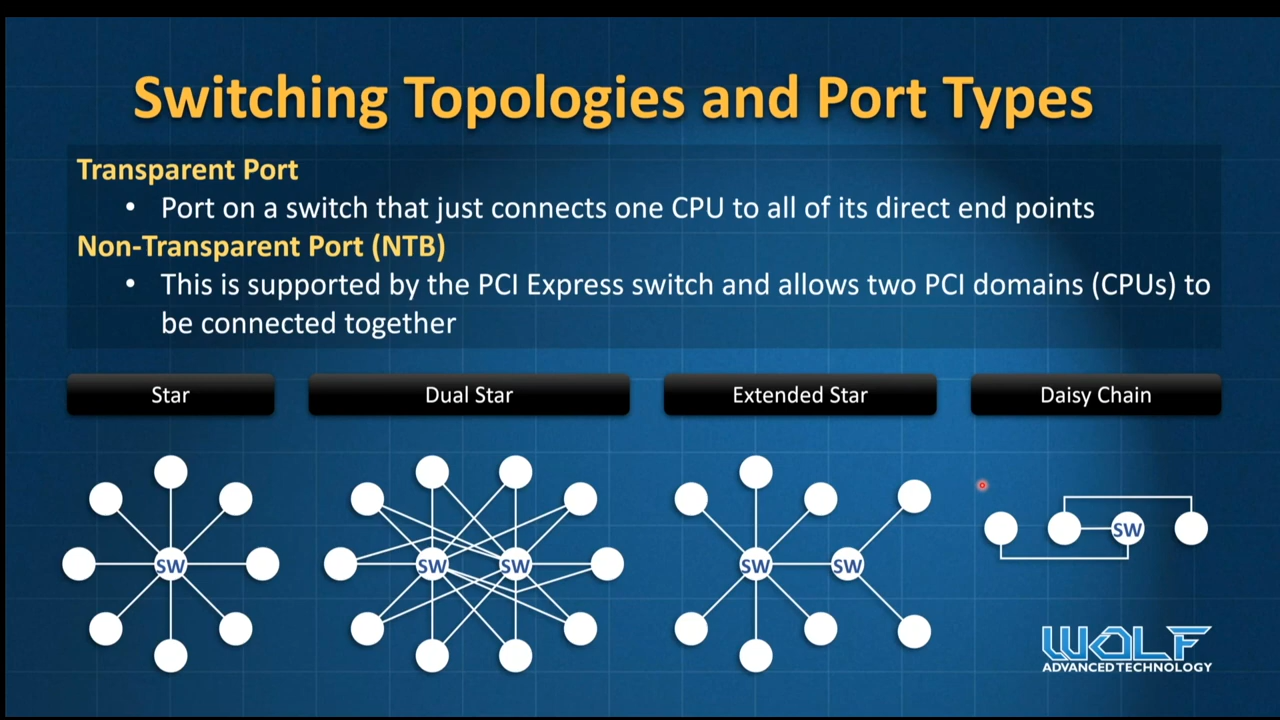 Switching Topologies and Port Types
Transparent Port
• Port on a switch that just connects one CPU to all of its direct end points
Non-Transparent Port (NTB)
• This is supported by the PCI Express switch and allows two PCI domains (CPUs) to
be connected together
Star
Dual Star
Extended Star
Daisy Chain
SW
SW SW
SW SW
SW
WOLF
ADVANCED TECHNOLOGY